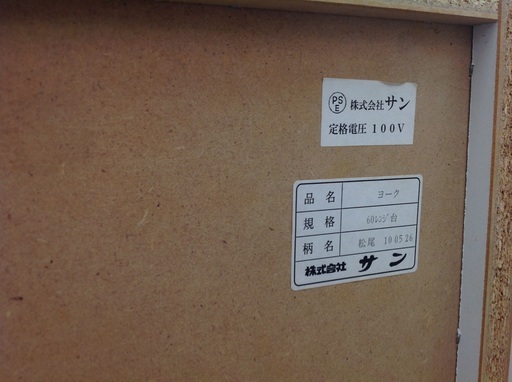 PS
E 株式会社サン
定格電圧 100V
品名 ヨーク
規格 60レンジ台
柄名 松尾 100526
株式会社 サン